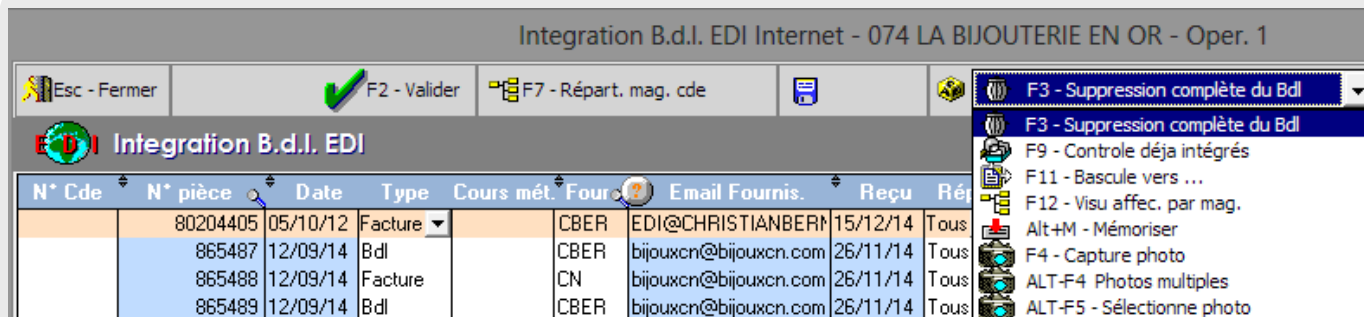 Integration B.d.l. EDI Internet - 074 LA BIJOUTERIE EN OR - Oper. 1
Esc - Fermer F2 - Valider F7 - Répart. mag. cde F3 - Suppression complète du Bdl
EDI Integration B.d.l. EDI F3 - Suppression complète du Bdl
F9 - Controle déja intégrés
F11 - Bascule vers ...
N° Cde N° pièce Date Type Cours mét. Four ? Email Fournis. Reçu Rép
F12 - Visu affec. par mag.
80204405 05/10/12 Facture CBER EDI@CHRISTIANBERN 15/12/14 Tous Alt+M - Mémoriser
865487 12/09/14 Bdl CBER bijouxcn@bijouxcn.com 26/11/14 Tous F4 - Capture photo
865488 12/09/14 Facture CN bijouxcn@bijouxcn.com 26/11/14 Tous ALT-F4 Photos multiples
865489 12/09/14 Bdl CBER bijouxcn@bijouxcn.com 26/11/14 Tous ALT-F5 - Sélectionne photo